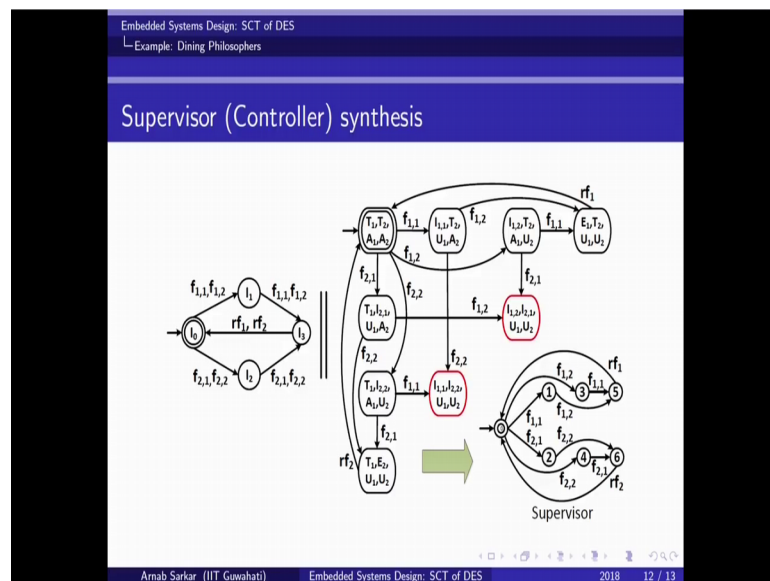 Embedded Systems Design: SCT of DES
Example: Dining Philosophers
Supervisor (Controller) synthesis
rf₁
T₁,T₂,
A₁,A₂
f₁,₁
I₁,₁,T₂,
U₁,A₂
f₁,₂
I₁,₂,T₂,
A₁,U₂
f₁,₁
E₁,T₂,
U₁,U₂
f₁,₂
f₂,₁
f₂,₂
f₂,₁
f₁,₁,f₁,₂
I₁
f₁,₁,f₁,₂
I₀
rf₁, rf₂
I₃
f₂,₁,f₂,₂
I₂
f₂,₁,f₂,₂
T₁,I₂,₁,
U₁,A₂
f₁,₂
I₁,₂,I₂,₁,
U₁,U₂
f₂,₂
f₂,₂
T₁,I₂,₂,
A₁,U₂
f₁,₁
I₁,₁,I₂,₂,
U₁,U₂
f₂,₁
rf₂
T₁,E₂,
U₁,U₂
rf₁
f₁,₂
f₁,₁
1
3
5
f₁,₁
f₁,₂
f₂,₁
f₂,₂
2
4
6
f₂,₂
f₂,₁
rf₂
Supervisor
Arnab Sarkar (IIT Guwahati)
Embedded Systems Design: SCT of DES
2018
12 / 13